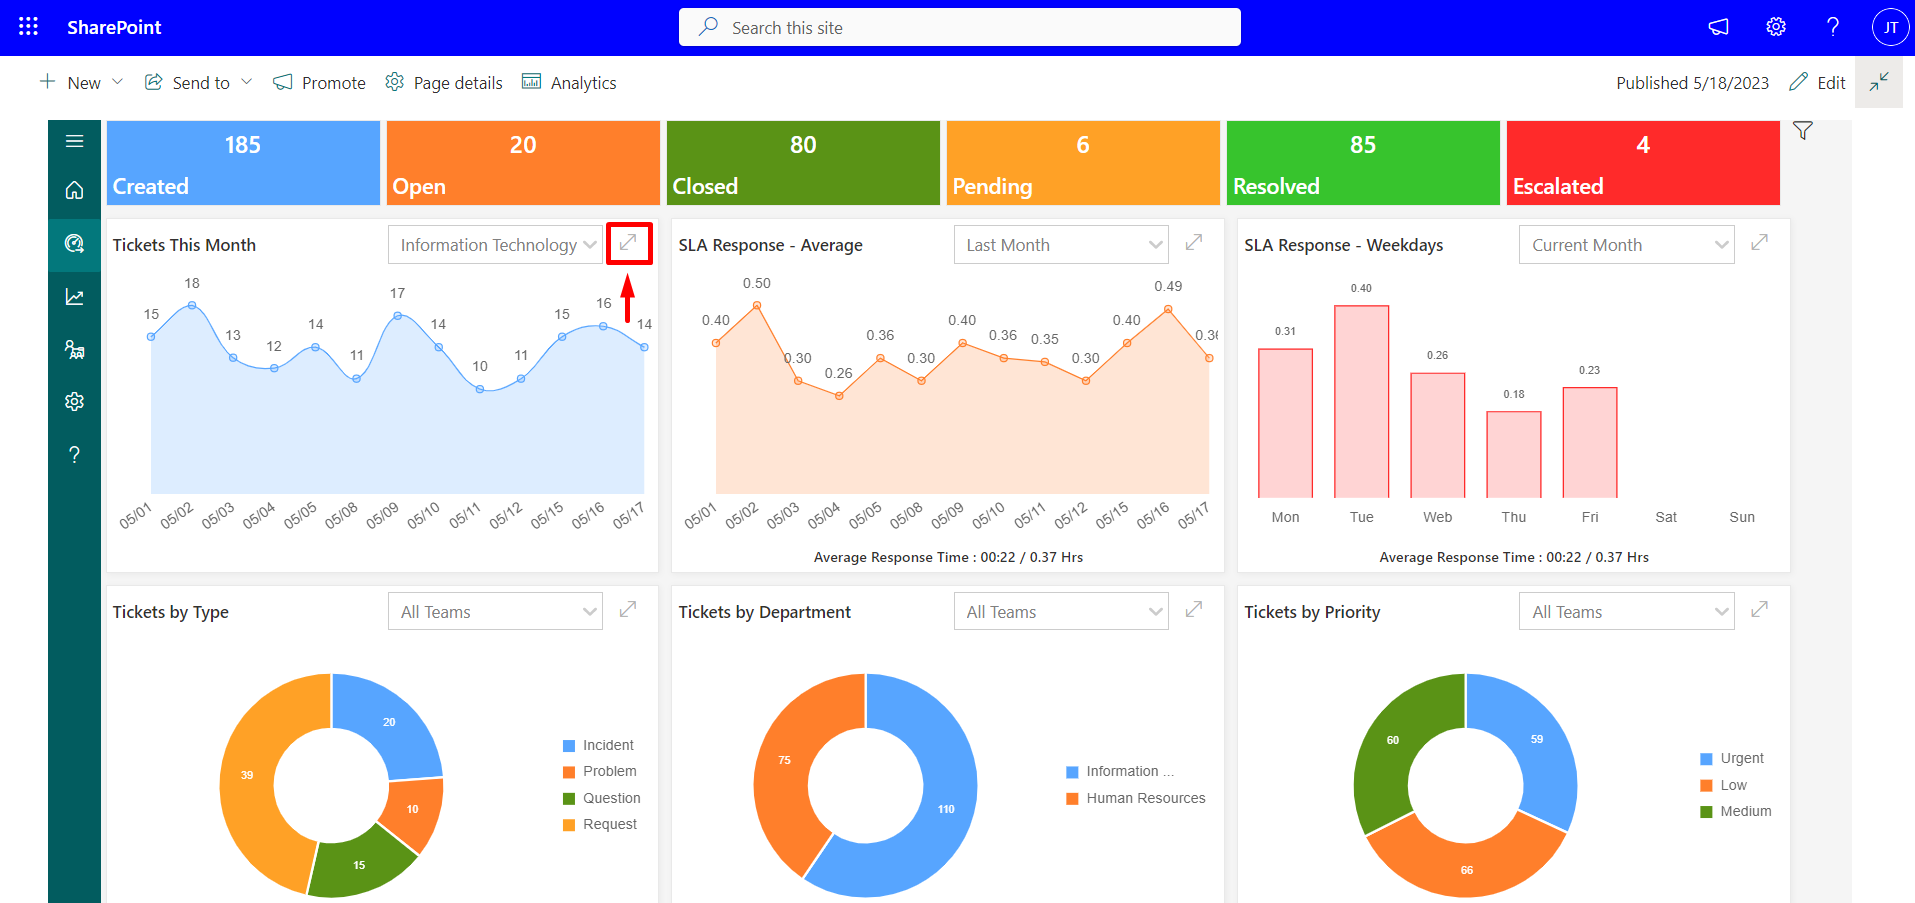 SharePoint
Search this site
JT
New
Send to
Promote
Page details
Analytics
Published 5/18/2023
Edit
185
Created
20
Open
80
Closed
6
Pending
85
Resolved
4
Escalated
Tickets This Month
Information Technology
15
18
13
12
14
11
17
14
10
11
15
16
14
05/01
05/02
05/03
05/04
05/05
05/08
05/09
05/10
05/11
05/12
05/15
05/16
05/17
SLA Response - Average
Last Month
0.40
0.50
0.30
0.26
0.36
0.30
0.40
0.36
0.35
0.30
0.40
0.49
05/01
05/02
05/03
05/04
05/05
05/08
05/09
05/10
05/11
05/12
05/15
05/16
05/17
Average Response Time : 00:22 / 0.37 Hrs
SLA Response - Weekdays
Current Month
0.31
0.40
0.26
0.18
0.23
Mon
Tue
Web
Thu
Fri
Sat
Sun
Average Response Time : 00:22 / 0.37 Hrs
Tickets by Type
All Teams
20
10
15
39
Incident
Problem
Question
Request
Tickets by Department
All Teams
75
110
Information ...
Human Resources
Tickets by Priority
All Teams
60
59
66
Urgent
Low
Medium